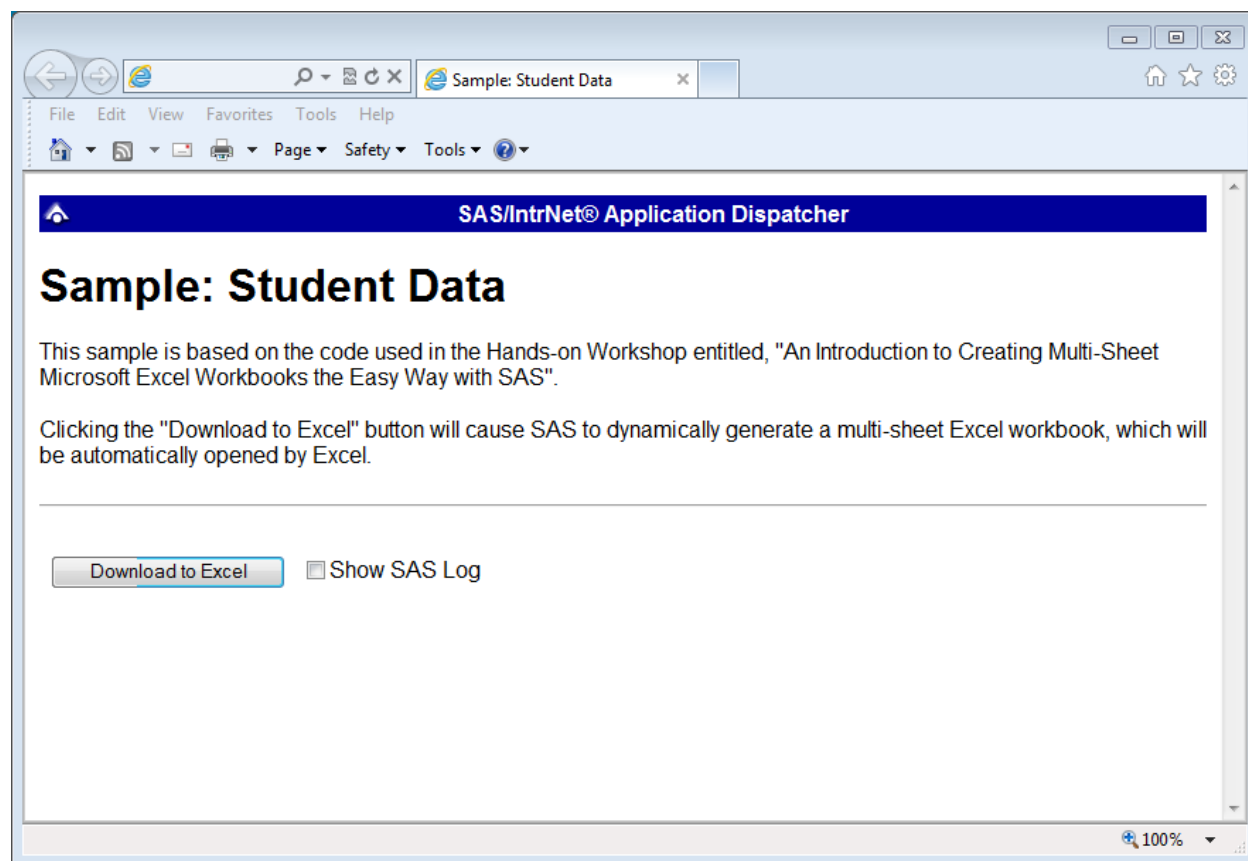 Sample: Student Data
File Edit View Favorites Tools Help
Page Safety Tools
SAS/IntrNet® Application Dispatcher
Sample: Student Data
This sample is based on the code used in the Hands-on Workshop entitled, "An Introduction to Creating Multi-Sheet
Microsoft Excel Workbooks the Easy Way with SAS".
Clicking the "Download to Excel" button will cause SAS to dynamically generate a multi-sheet Excel workbook, which will
be automatically opened by Excel.
Download to Excel Show SAS Log
100%